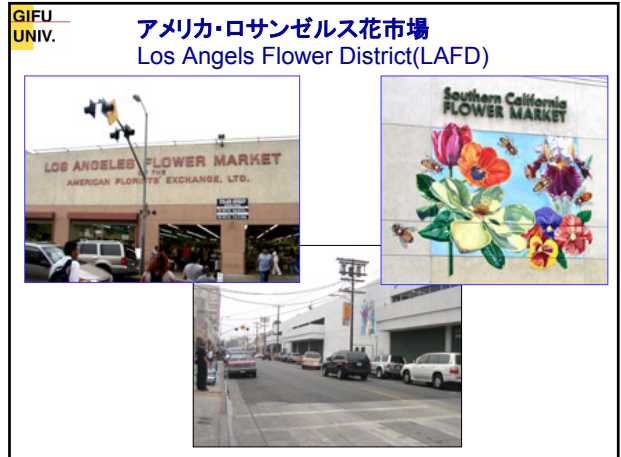 GIFU
UNIV.
アメリカ・ロサンゼルス花市場
Los Angels Flower District(LAFD)
LOS ANGELES FLOWER MARKET
OF THE
AMERICAN FLORISTS' EXCHANGE, LTD.
Southern California
FLOWER MARKET